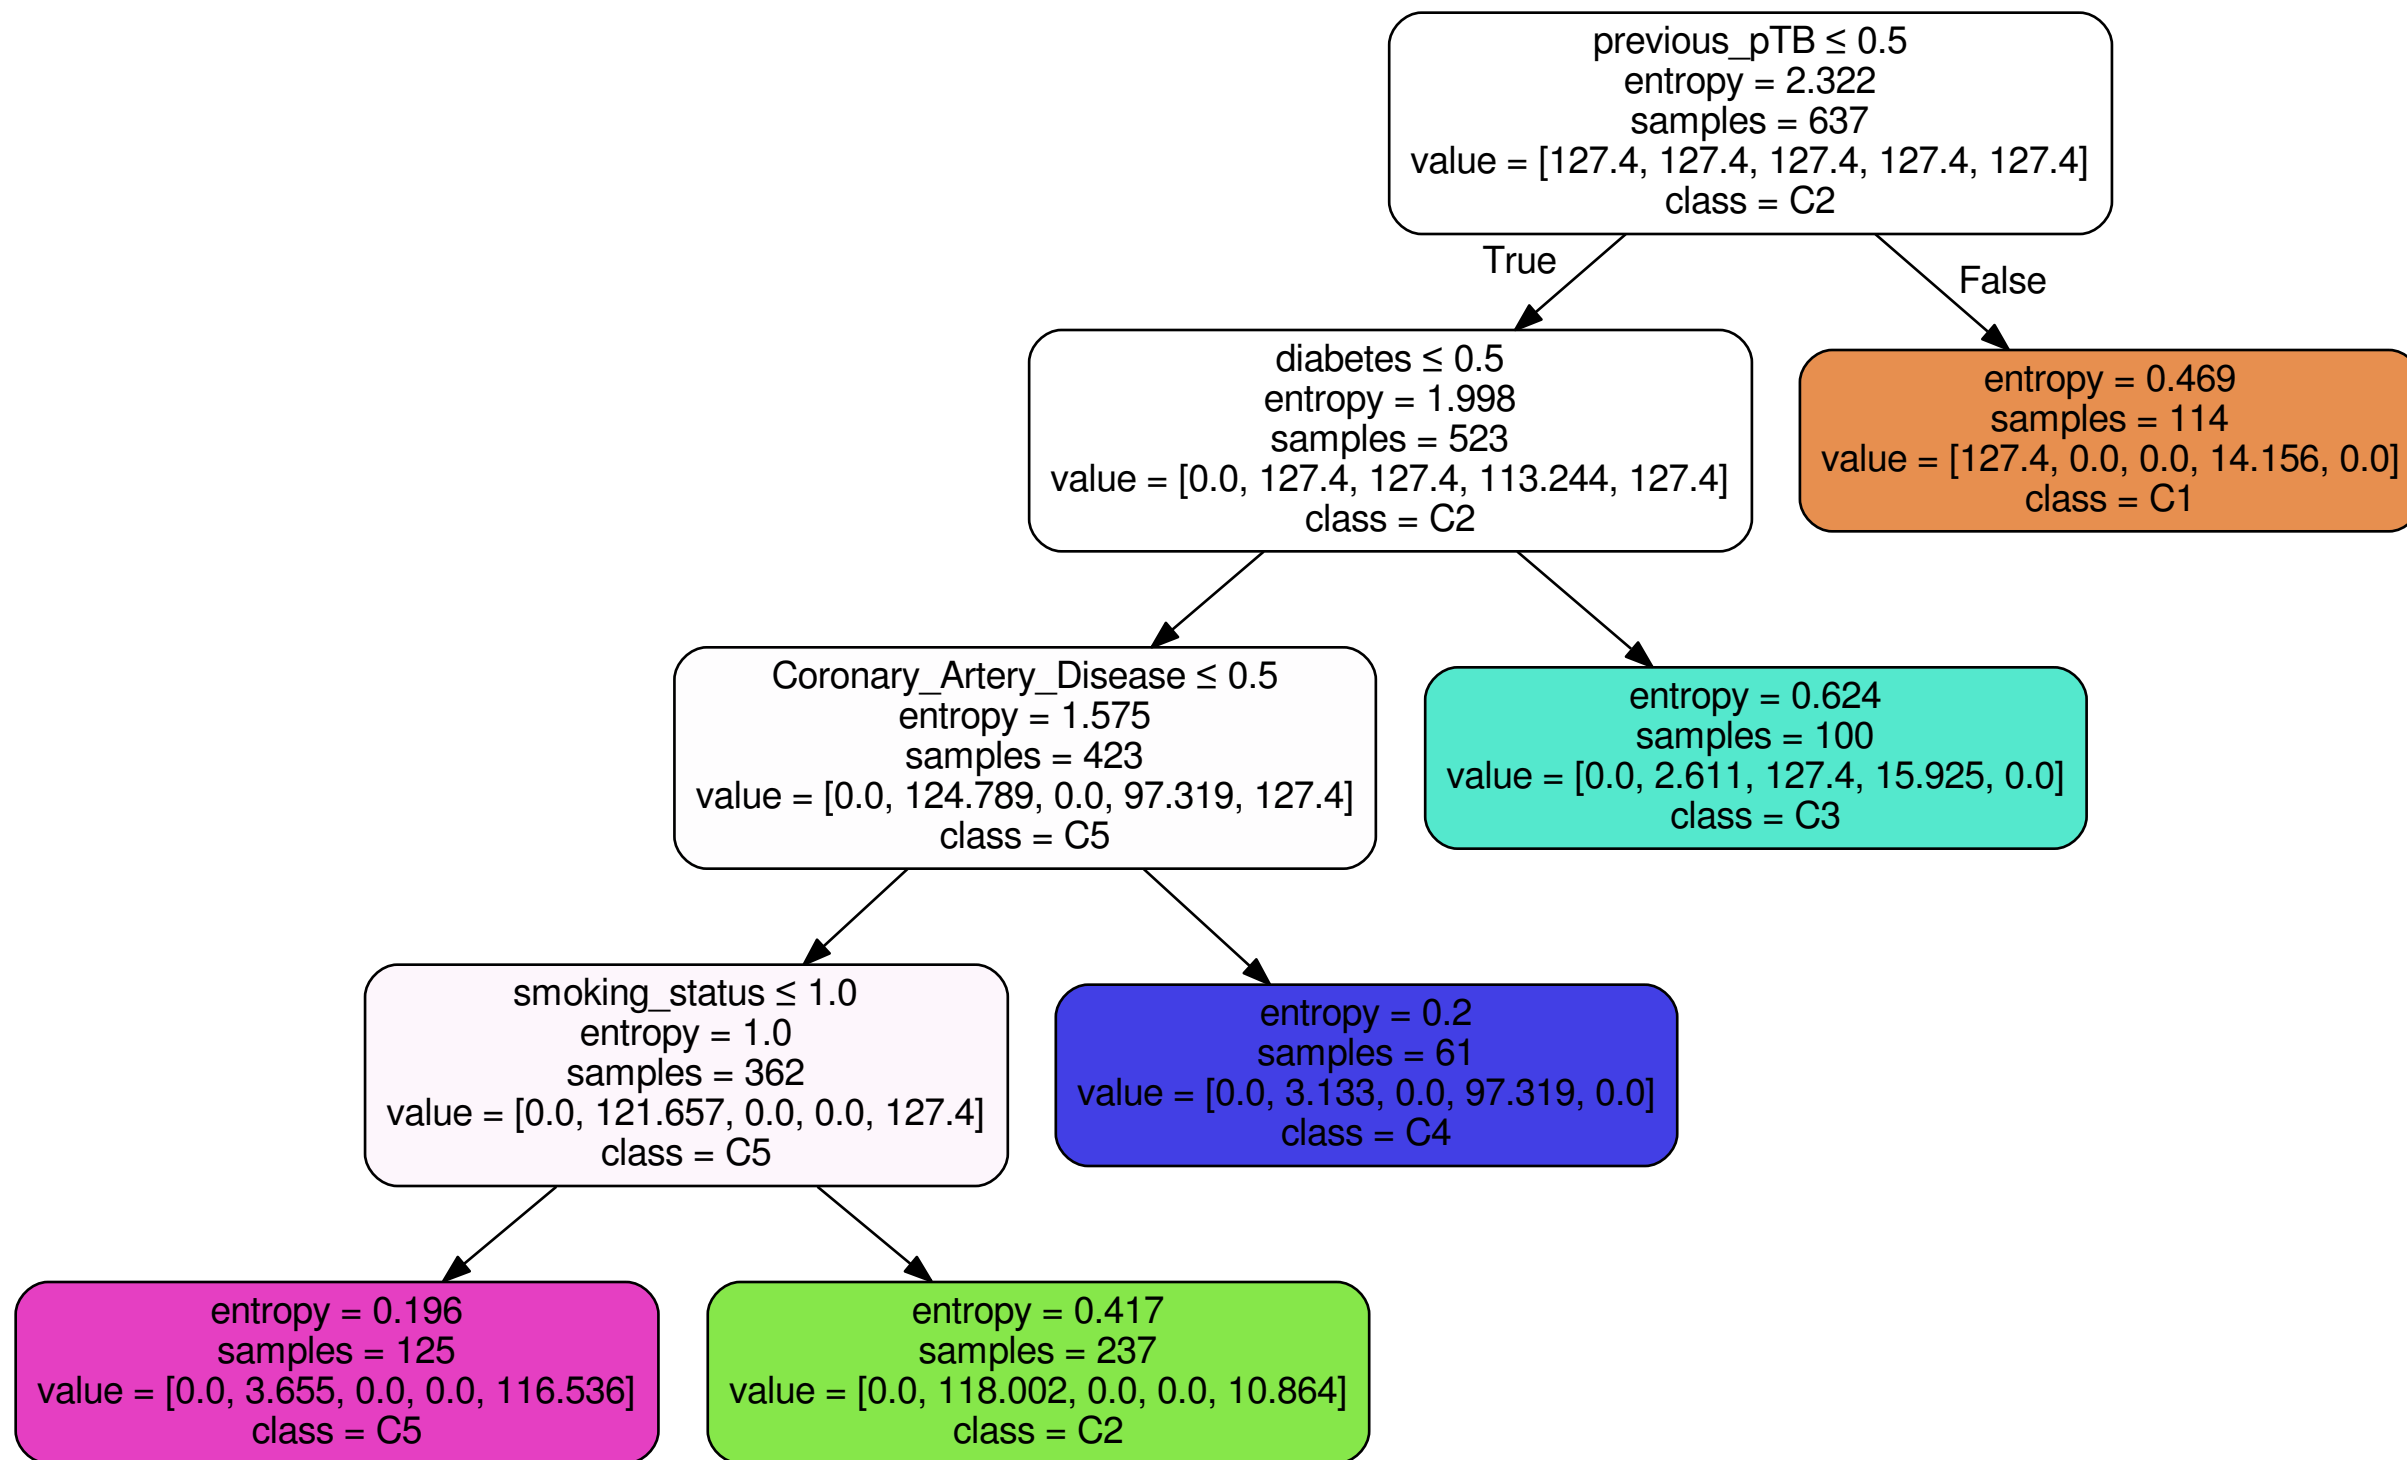 previous_pTB ≤ 0.5
entropy = 2.322
samples = 637
value = [127.4, 127.4, 127.4, 127.4, 127.4]
class = C2
True
False
diabetes ≤ 0.5
entropy = 1.998
samples = 523
value = [0.0, 127.4, 127.4, 113.244, 127.4]
class = C2
entropy = 0.469
samples = 114
value = [127.4, 0.0, 0.0, 14.156, 0.0]
class = C1
Coronary_Artery_Disease ≤ 0.5
entropy = 1.575
samples = 423
value = [0.0, 124.789, 0.0, 97.319, 127.4]
class = C5
entropy = 0.624
samples = 100
value = [0.0, 2.611, 127.4, 15.925, 0.0]
class = C3
smoking_status ≤ 1.0
entropy = 1.0
samples = 362
value = [0.0, 121.657, 0.0, 0.0, 127.4]
class = C5
entropy = 0.2
samples = 61
value = [0.0, 3.133, 0.0, 97.319, 0.0]
class = C4
entropy = 0.196
samples = 125
value = [0.0, 3.655, 0.0, 0.0, 116.536]
class = C5
entropy = 0.417
samples = 237
value = [0.0, 118.002, 0.0, 0.0, 10.864]
class = C2